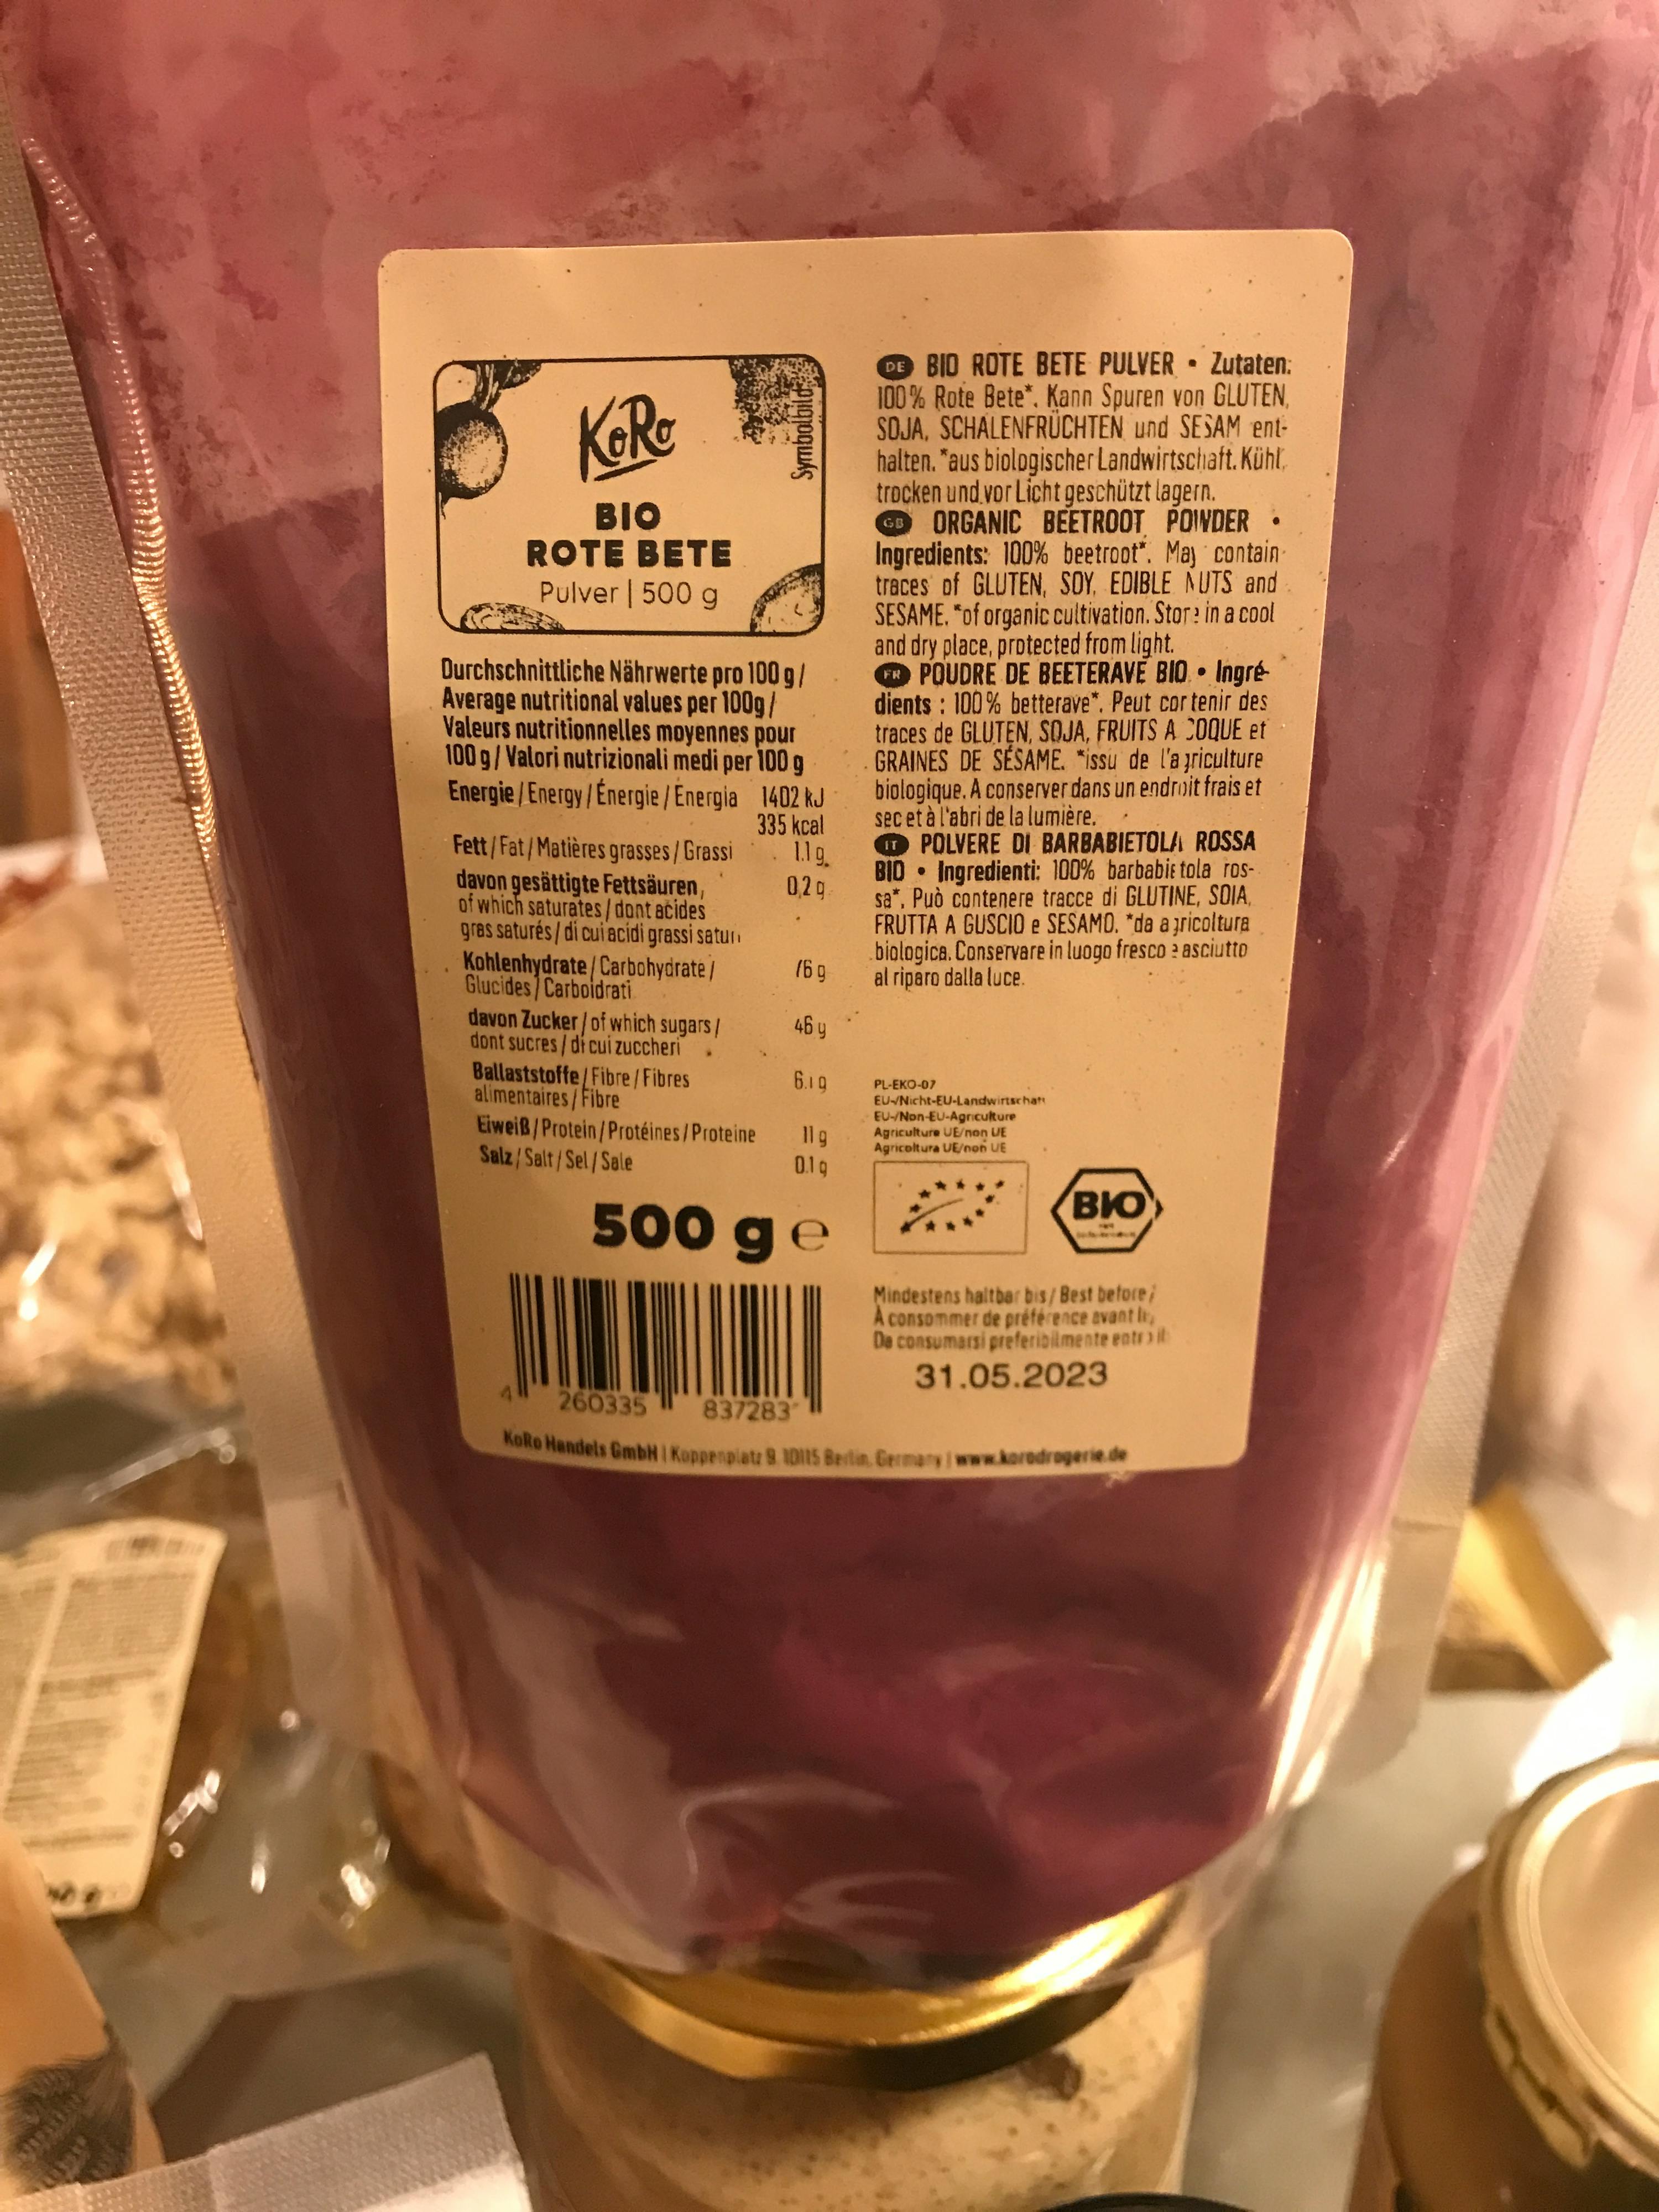 KoRo
Symbolbild
BIO
ROTE BETE
Pulver | 500 g
Durchschnittliche Nährwerte pro 100 g /
Average nutritional values per 100g /
Valeurs nutritionnelles moyennes pour
100 g / Valori nutrizionali medi per 100 g
Energie / Energy / Énergie / Energia 1402 kJ
335 kcal
Fett / Fat / Matières grasses / Grassi 1.1 g
davon gesättigte Fettsäuren, 0,2 g
of which saturates / dont acides
gras saturés / di cui acidi grassi saturi
Kohlenhydrate / Carbohydrate / 76 g
Glucides / Carboidrati
davon Zucker / of which sugars / 46 g
dont sucres / di cui zuccheri
Ballaststoffe / Fibre / Fibres 6.1 g
alimentaires / Fibre
Eiweiß / Protein / Protéines / Proteine 11 g
Salz / Salt / Sel / Sale 0.1 g
500 g e
4 260335 837283
DE BIO ROTE BETE PULVER • Zutaten:
100% Rote Bete*. Kann Spuren von GLUTEN,
SOJA, SCHALENFRÜCHTEN und SESAM ent-
halten. *aus biologischer Landwirtschaft. Kühl,
trocken und vor Licht geschützt lagern.
GB ORGANIC BEETROOT POWDER •
Ingredients: 100% beetroot*. May contain
traces of GLUTEN, SOY, EDIBLE NUTS and
SESAME. *of organic cultivation. Store in a cool
and dry place, protected from light.
FR POUDRE DE BEETERAVE BIO • Ingré-
dients : 100% betterave*. Peut contenir des
traces de GLUTEN, SOJA, FRUITS A COQUE et
GRAINES DE SÉSAME. *issu de l'agriculture
biologique. A conserver dans un endroit frais et
sec et à l'abri de la lumière.
IT POLVERE DI BARBABIETOLA ROSSA
BIO • Ingredienti: 100% barbabietola ros-
sa*. Può contenere tracce di GLUTINE, SOIA,
FRUTTA A GUSCIO e SESAMO. *da agricoltura
biologica. Conservare in luogo fresco e asciutto
al riparo dalla luce.
PL-EKO-07
EU-/Nicht-EU-Landwirtschaft
EU-/Non-EU-Agriculture
Agriculture UE/non UE
Agricoltura UE/non UE
BIO
Mindestens haltbar bis / Best before /
À consommer de préférence avant le,
Da consumarsi preferibilmente entro il:
31.05.2023
KoRo Handels GmbH | Koppenplatz 9, 10115 Berlin, Germany | www.korodrogerie.de